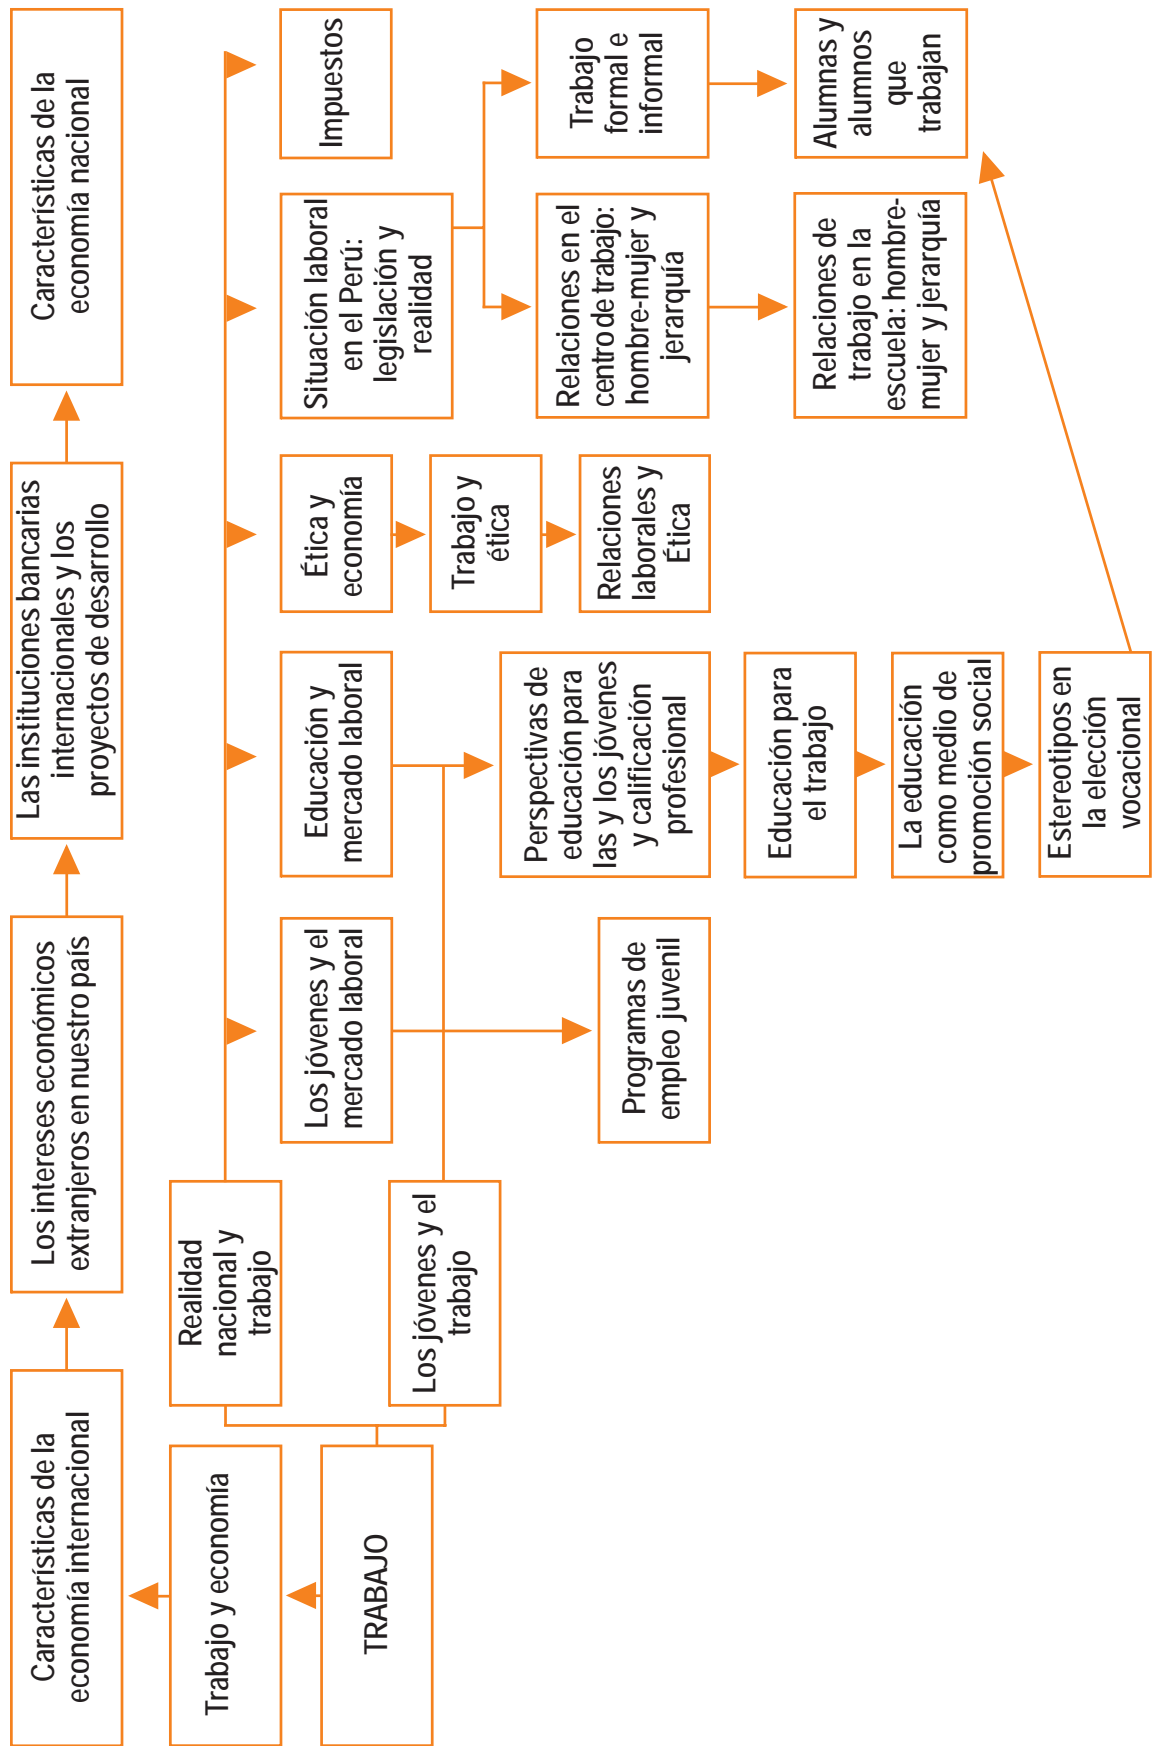 Características de la
economía internacional
Los intereses económicos
extranjeros en nuestro país
Las instituciones bancarias
internacionales y los
proyectos de desarrollo
Características de la
economía nacional
Trabajo y economía
TRABAJO
Realidad
nacional y
trabajo
Los jóvenes y el
trabajo
Los jóvenes y el
mercado laboral
Programas de
empleo juvenil
Educación y
mercado laboral
Perspectivas de
educación para
las y los jóvenes
y calificación
profesional
Educación para
el trabajo
La educación
como medio de
promoción social
Estereotipos en
la elección
vocacional
Ética y
economía
Trabajo y
ética
Relaciones
laborales y
Ética
Situación laboral
en el Perú:
legislación y
realidad
Relaciones en el
centro de trabajo:
hombre-mujer y
jerarquía
Relaciones de
trabajo en la
escuela: hombre-
mujer y jerarquía
Impuestos
Trabajo
formal e
informal
Alumnas y
alumnos
que
trabajan